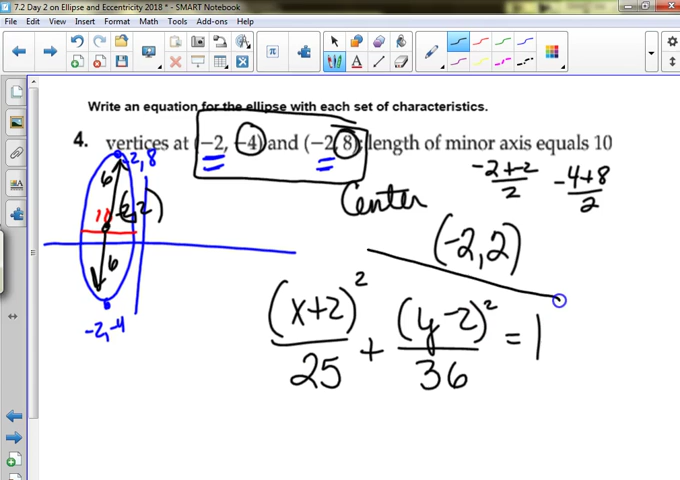 7.2 Day 2 on Ellipse and Eccentricity 2018 * - SMART Notebook
File Edit View Insert Format Tools Add-ons Help
Write an equation for the ellipse with each set of characteristics.
4. vertices at (−2, −4) and (−2, 8); length of minor axis equals 10
-2,8
6
10
6
-2,-4
Center
-2+-2/2
-4+8/2
(-2,2)
(x+2)²/25 + (y-2)²/36 = 1